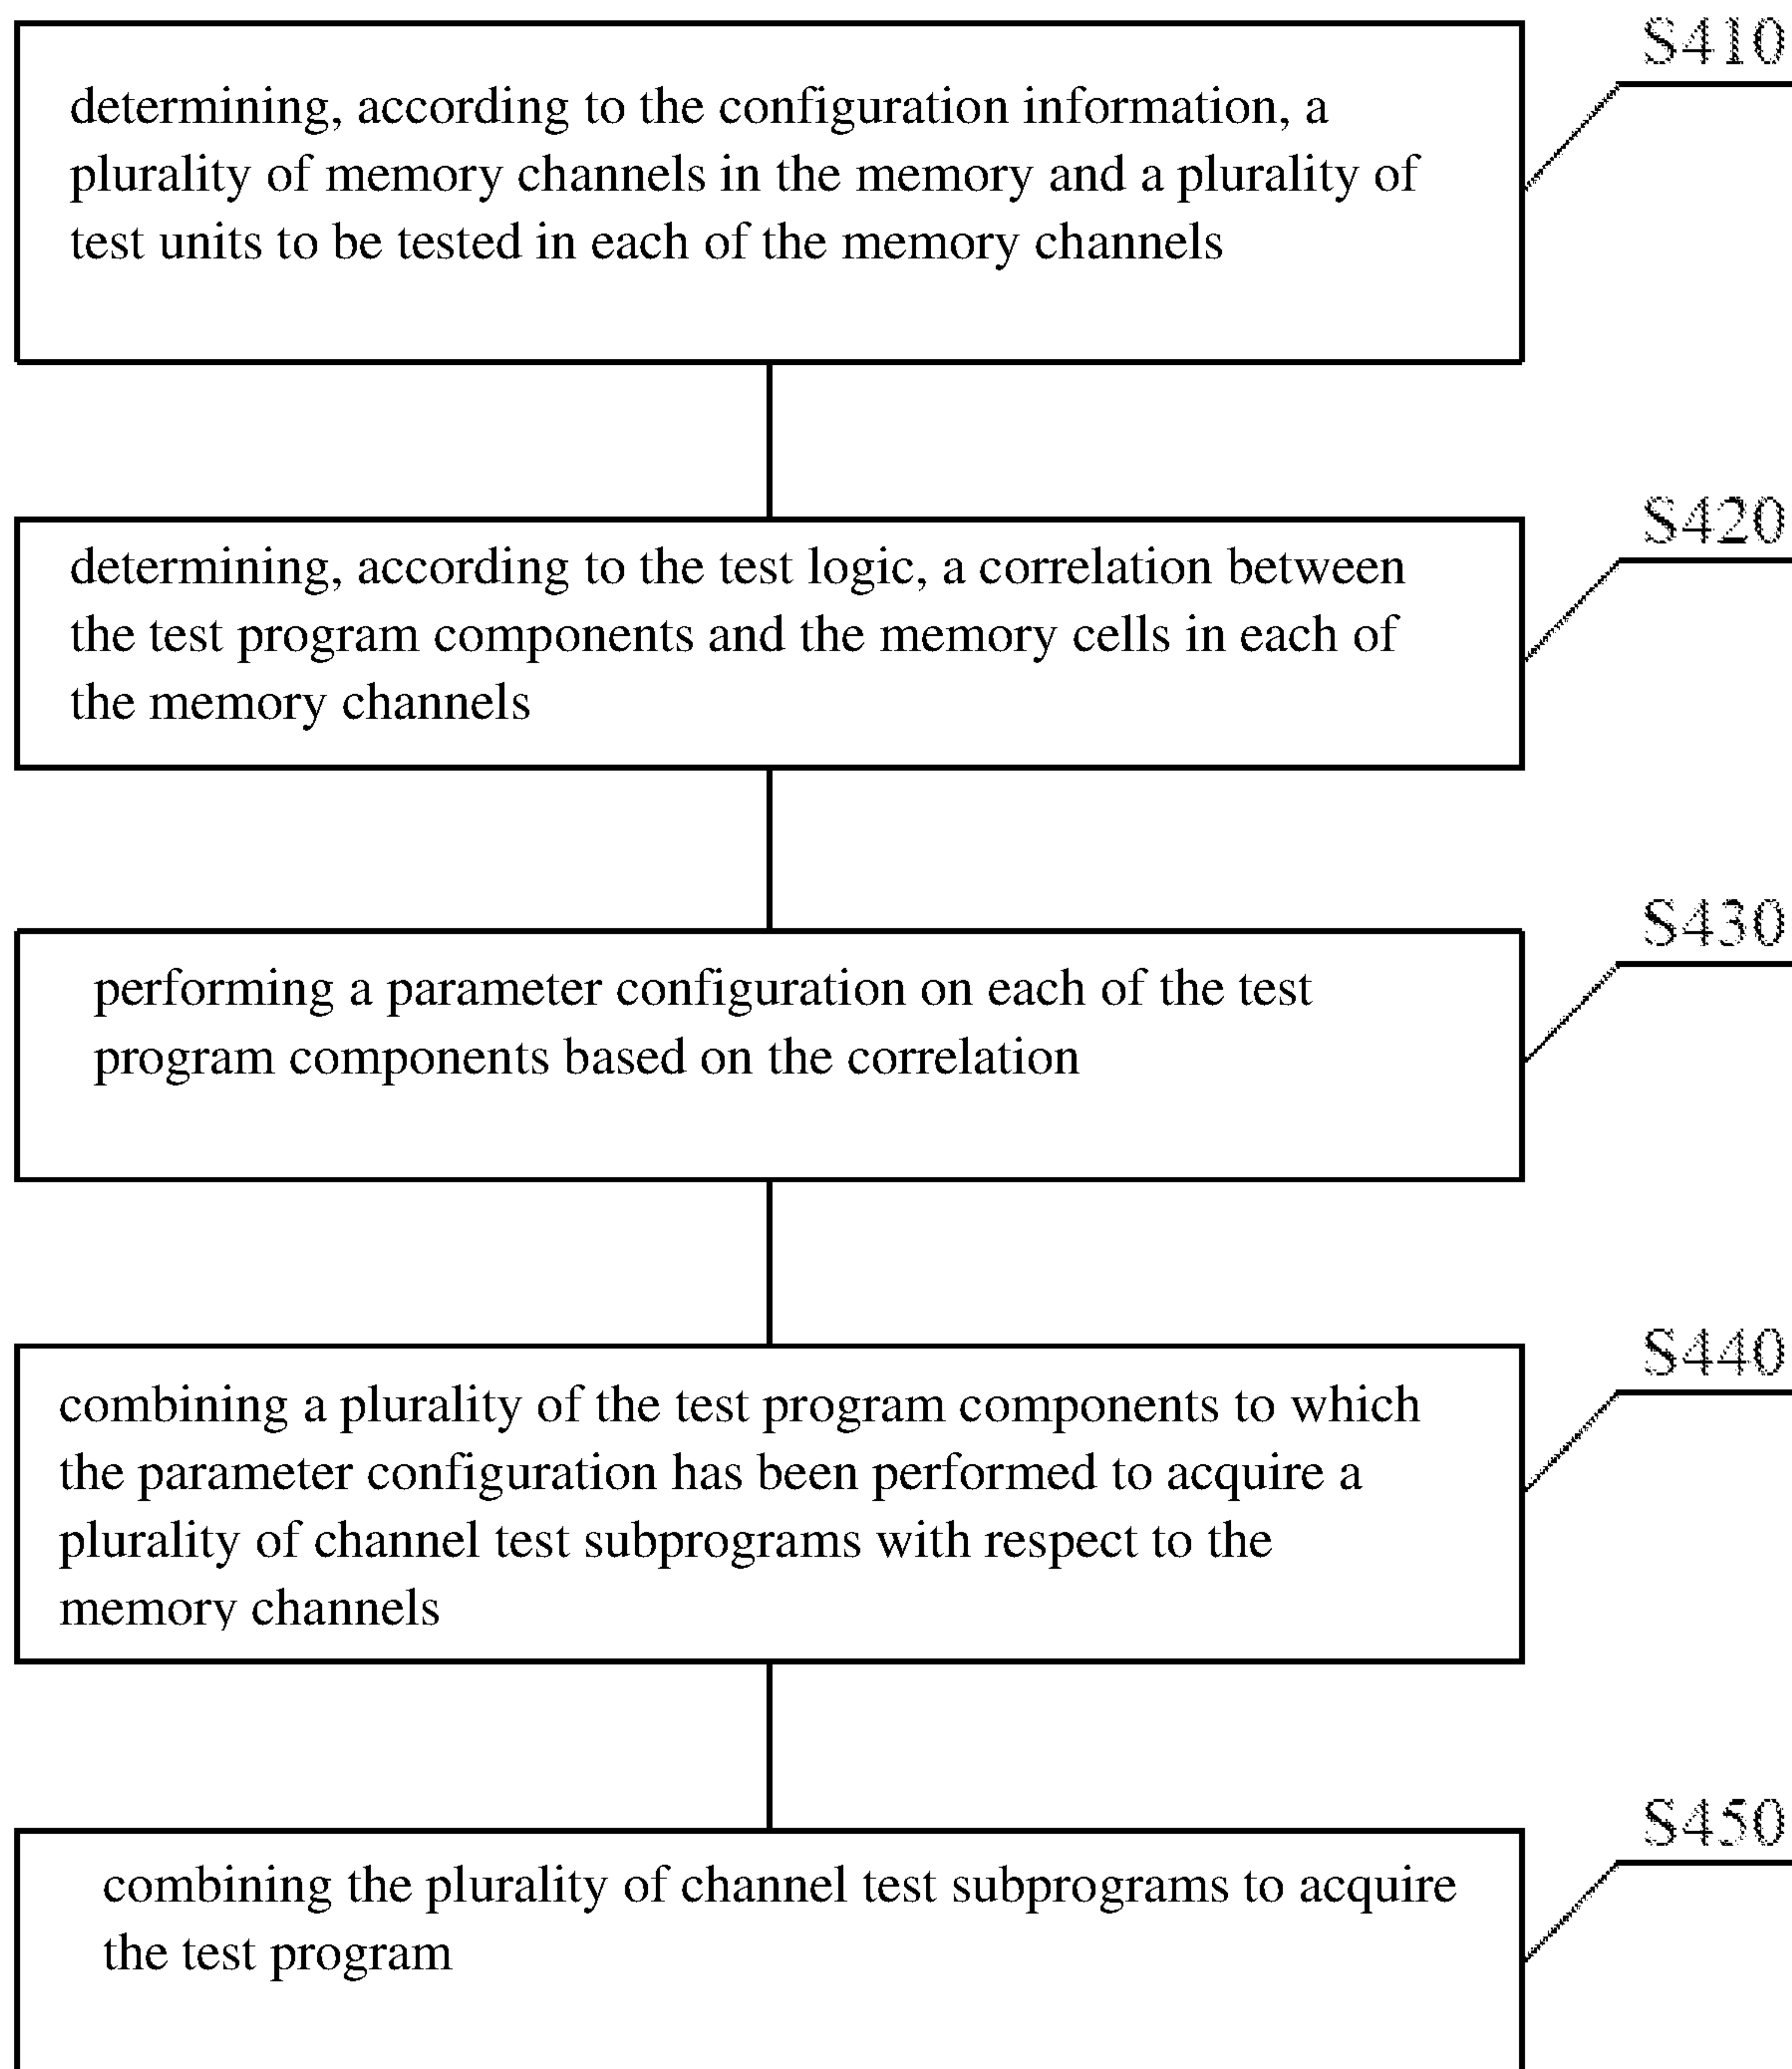 S410
determining, according to the configuration information, a
plurality of memory channels in the memory and a plurality of
test units to be tested in each of the memory channels
S420
determining, according to the test logic, a correlation between
the test program components and the memory cells in each of
the memory channels
S430
performing a parameter configuration on each of the test
program components based on the correlation
S440
combining a plurality of the test program components to which
the parameter configuration has been performed to acquire a
plurality of channel test subprograms with respect to the
memory channels
S450
combining the plurality of channel test subprograms to acquire
the test program